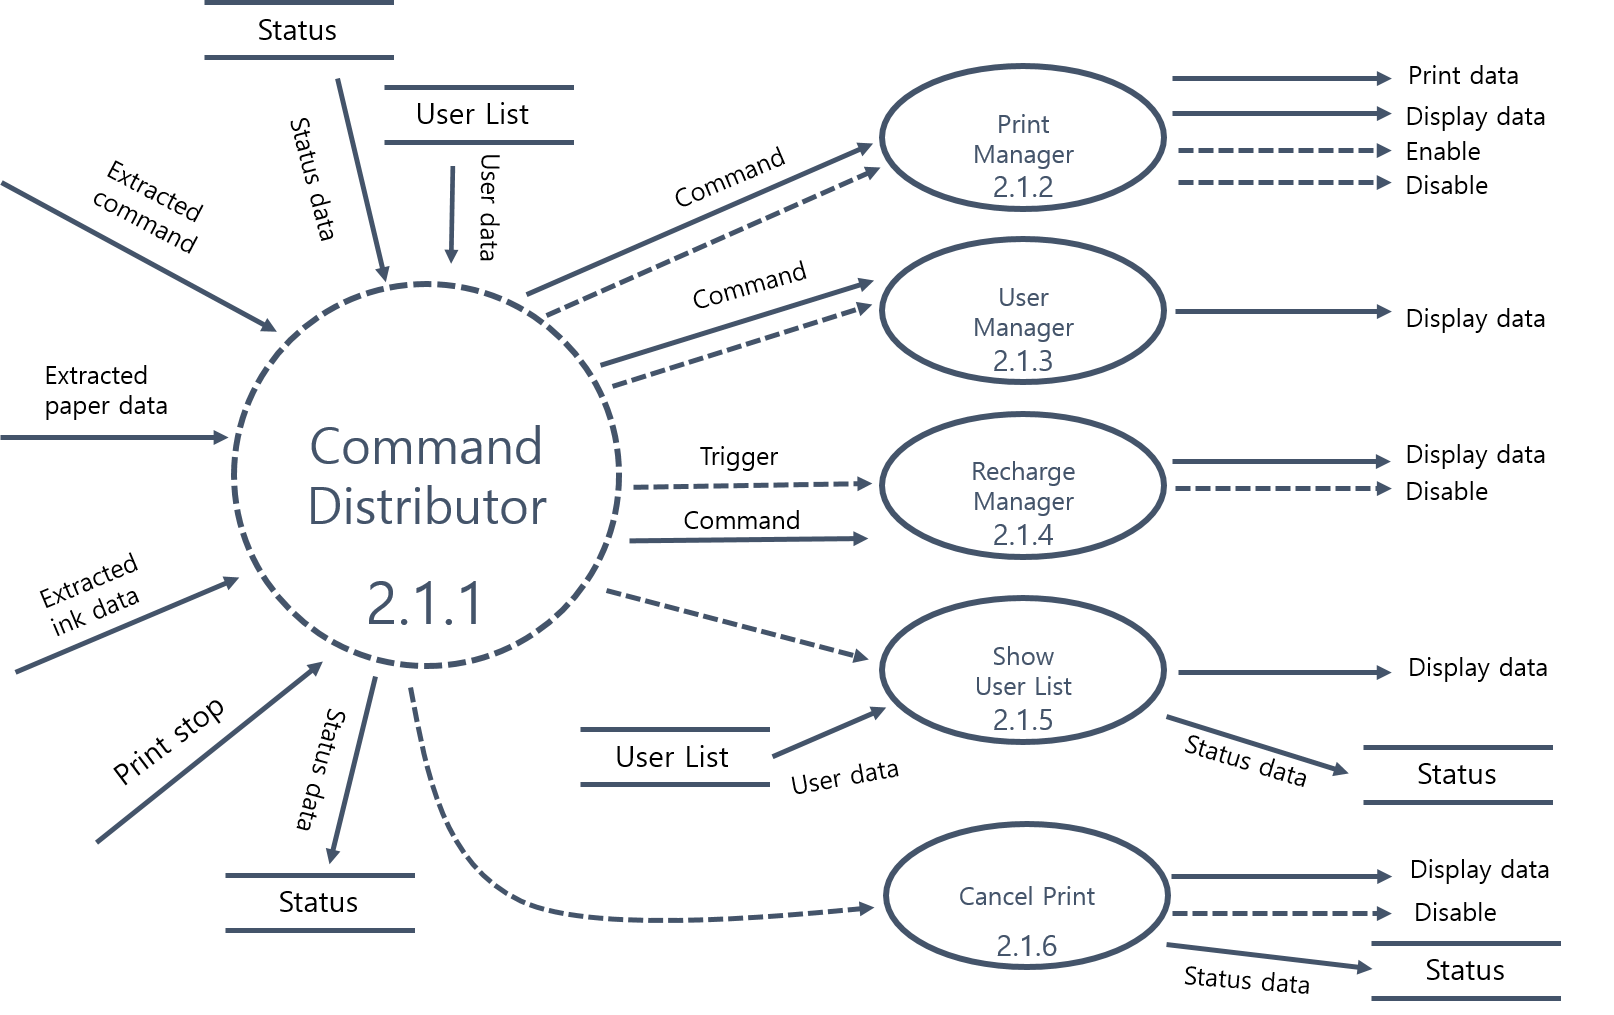 Status
User List
Status data
User data
Extracted
command
Extracted
paper data
Extracted
ink data
Print stop
Command
Distributor
2.1.1
Status data
Status
Command
Command
Trigger
Command
User List
User data
Print
Manager
2.1.2
Print data
Display data
Enable
Disable
User
Manager
2.1.3
Display data
Recharge
Manager
2.1.4
Display data
Disable
Show
User List
2.1.5
Display data
Status data
Status
Cancel Print
2.1.6
Display data
Disable
Status data
Status